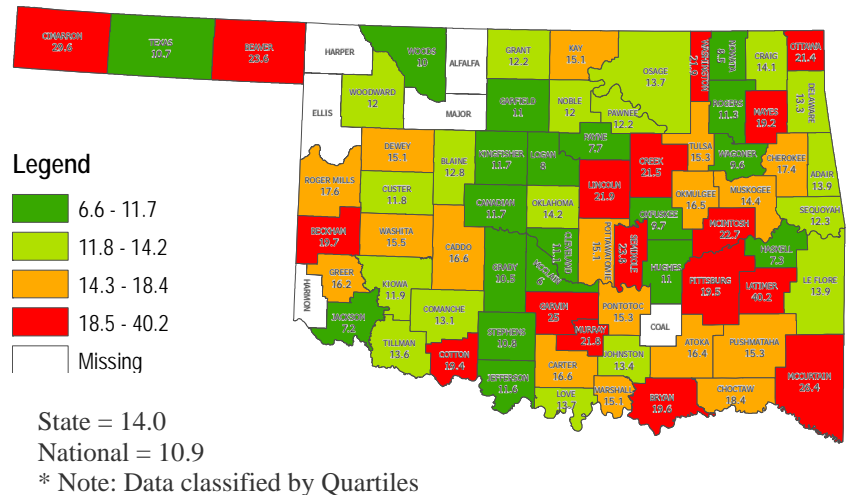 CIMARRON
TEXAS
10.7
BEAVER
23.6
HARPER
WOODS
10
ALFALFA
GRANT
12.2
KAY
15.1
OSAGE
13.7
CRAIG
14.1
OTTAWA
21.4
DELAWARE
13.3
WOODWARD
12
ELLIS
MAJOR
GARFIELD
11
NOBLE
12
PAWNEE
12.2
ROGERS
11.3
MAYES
19.2
DEWEY
15.1
BLAINE
12.8
KINGFISHER
11.7
LOGAN
PAYNE
7.7
CREEK
21.5
TULSA
15.3
WAGONER
9.6
CHEROKEE
17.4
ADAIR
13.9
Legend
6.6 - 11.7
11.8 - 14.2
14.3 - 18.4
18.5 - 40.2
Missing
ROGER MILLS
17.6
CUSTER
11.8
CANADIAN
11.7
OKLAHOMA
14.2
LINCOLN
21.9
OKMULGEE
16.5
MUSKOGEE
14.4
SEQUOYAH
12.3
BECKHAM
19.7
WASHITA
15.5
CADDO
16.6
GRADY
10.5
CLEVELAND
POTTAWATOMIE
15.1
SEMINOLE
OKFUSKEE
9.7
MCINTOSH
22.7
HASKELL
7.3
HARMON
GREER
16.2
KIOWA
11.9
HUGHES
11
PITTSBURG
19.5
LATIMER
40.2
LE FLORE
13.9
JACKSON
7.2
COMANCHE
13.1
STEPHENS
10.8
GARVIN
25
MURRAY
21.8
PONTOTOC
15.3
COAL
TILLMAN
13.6
COTTON
19.4
JEFFERSON
11.6
CARTER
16.6
JOHNSTON
13.4
ATOKA
16.4
PUSHMATAHA
15.3
MCCURTAIN
26.4
LOVE
13.7
MARSHALL
15.1
BRYAN
19.6
CHOCTAW
18.4
State = 14.0
National = 10.9
* Note: Data classified by Quartiles